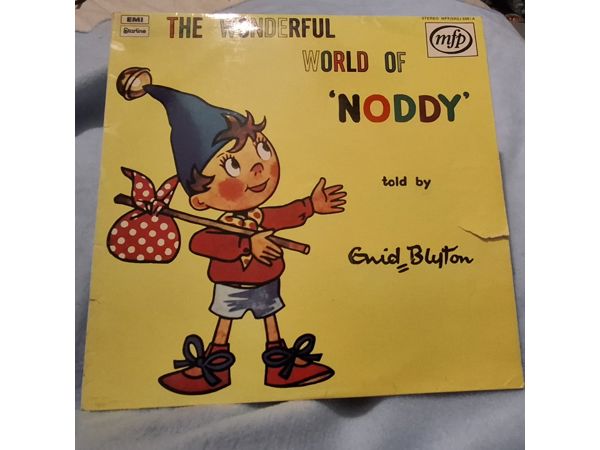 EMI
Starline
THE WONDERFUL
WORLD OF
'NODDY'
told by
Enid Blyton
mfp